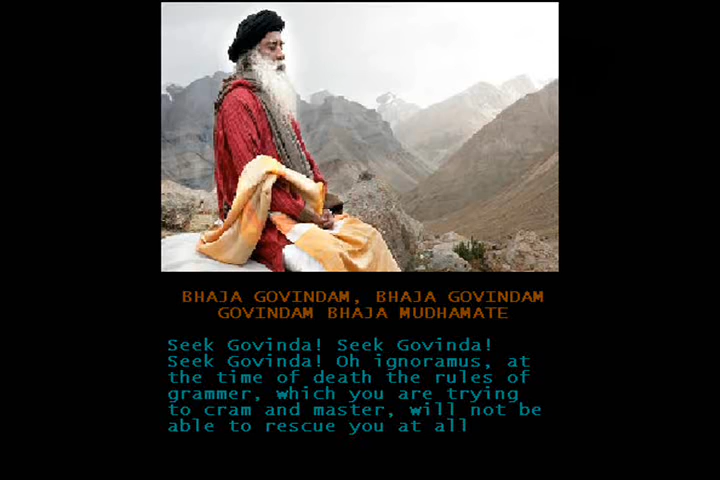 BHAJA GOVINDAM, BHAJA GOVINDAM
GOVINDAM BHAJA MUDHAMATE
Seek Govinda! Seek Govinda!
Seek Govinda! Oh ignoramus, at
the time of death the rules of
grammer, which you are trying
to cram and master, will not be
able to rescue you at all